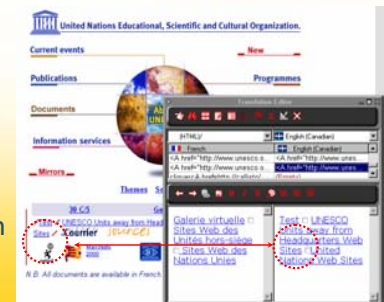 United Nations Educational, Scientific and Cultural Organization.
Current events
New
Publications
Programmes
Documents
Information services
Mirrors
Themes
30 C/5
UNESCO Units away from Head
Sites
Courrier
sources
2000
N.B. All documents are available in French
Translation Editor
(HTML)/
English (Canadian)
French
English (Canadian)
<A href="http://www.unesco.o...
<A href="http://www.unes...
Galerie virtuelle
Sites Web des
Unités hors-siège
Sites Web des
Nations Unies
Test UNESCO
Units away from
Headquarters Web
Sites United
Nations Web Sites
n